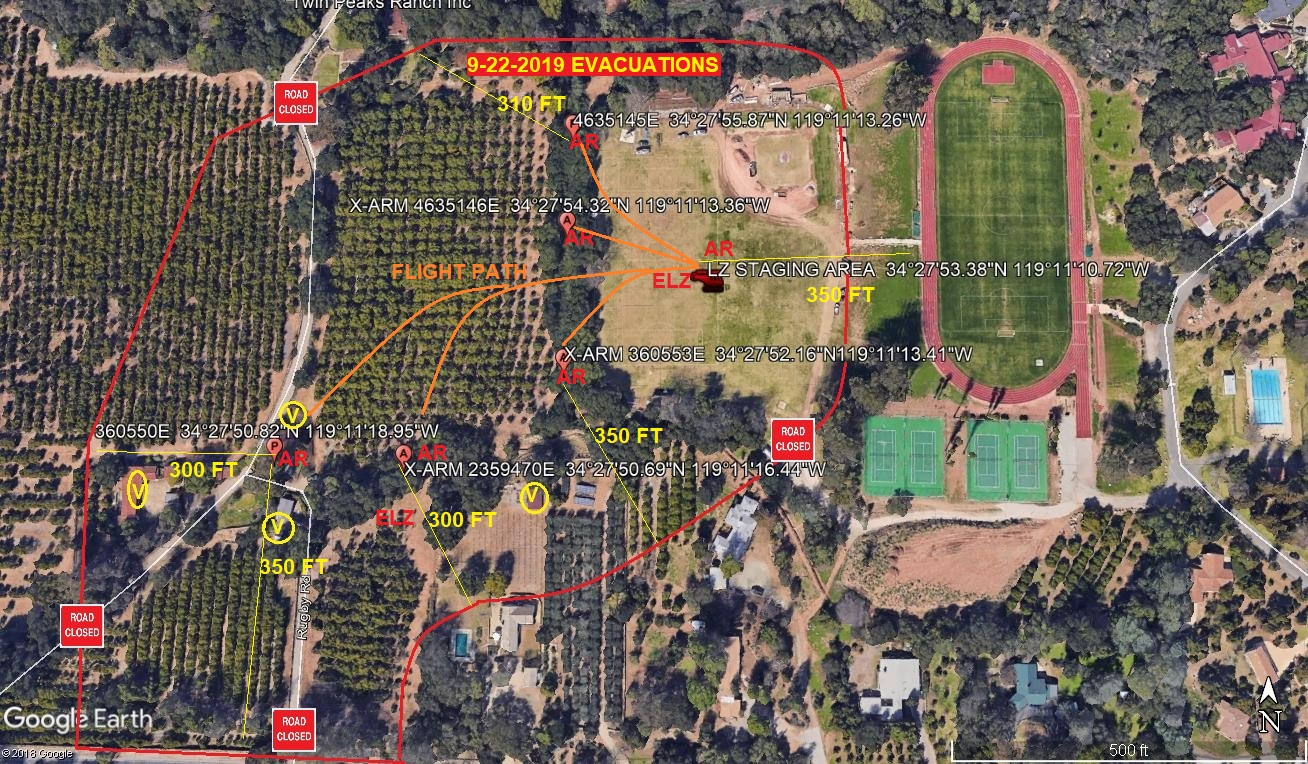 Twin Peaks Ranch Inc
9-22-2019 EVACUATIONS
ROAD
CLOSED
310 FT
4635145E 34°27'55.87"N 119°11'13.26"W
AR
X-ARM 4635146E 34°27'54.32"N 119°11'13.36"W
A
AR
AR
FLIGHT PATH
LZ STAGING AREA 34°27'53.38"N 119°11'10.72"W
ELZ
350 FT
X-ARM 360553E 34°27'52.16"N119°11'13.41"W
AR
V
360550E 34°27'50.82"N 119°11'18.95"W
350 FT
ROAD
CLOSED
P
AR
A
AR
300 FT
X-ARM 2359470E 34°27'50.69"N 119°11'16.44"W
V
V
ELZ
300 FT
V
350 FT
Rugby Rd
ROAD
CLOSED
ROAD
CLOSED
Google Earth
© 2018 Google
N
500 ft